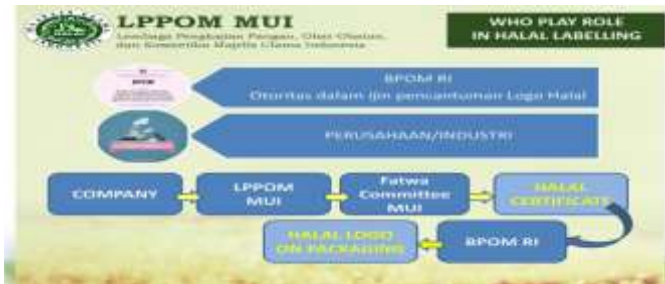 LPPOM MUI
Lembaga Pengkajian Pangan, Obat-Obatan,
dan Kosmetika Majelis Ulama Indonesia
WHO PLAY ROLE
IN HALAL LABELLING
BPOM RI
Otoritas dalam ijin pencantuman Logo Halal
PERUSAHAAN/INDUSTRI
COMPANY
LPPOM
MUI
Fatwa
Committee
MUI
HALAL
CERTIFICATE
HALAL LOGO
ON PACKAGING
BPOM RI